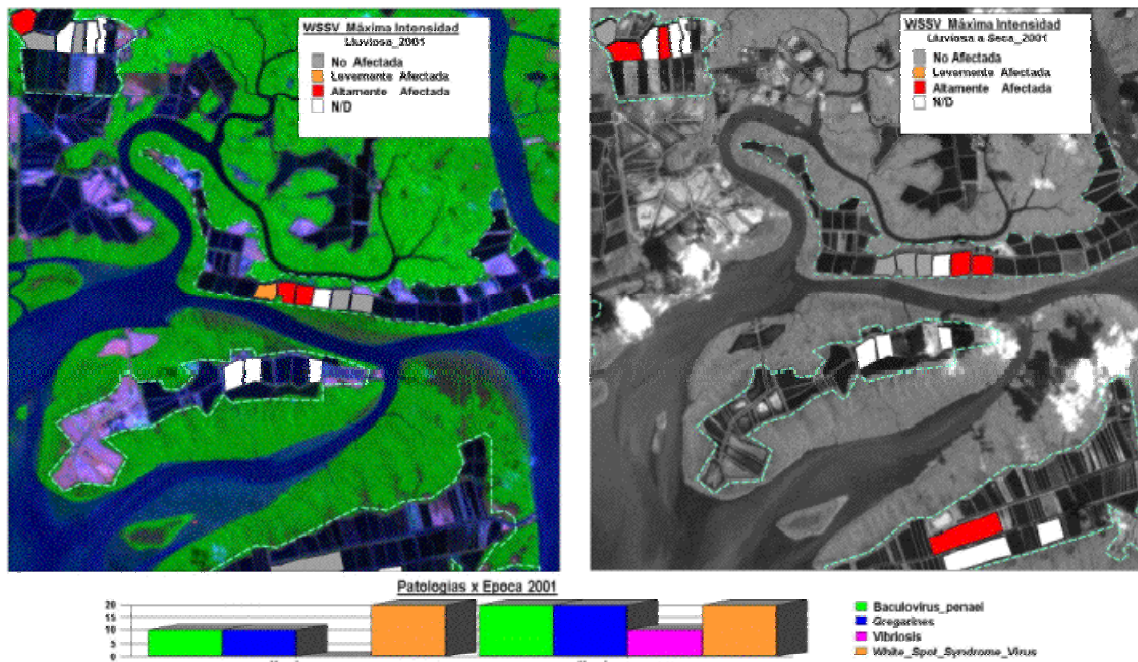 WSSV Máxima Intensidad
Lluviosa_2001
No Afectada
Levemente Afectada
Altamente Afectada
N/D
WSSV Máxima Intensidad
Lluviosa a Seca_2001
No Afectada
Levemente Afectada
Altamente Afectada
N/D
Patologias x Epoca 2001
20
15
10
5
0
Baculovirus_penaei
Gregarines
Vibriosis
White_Spot_Syndrome_Virus